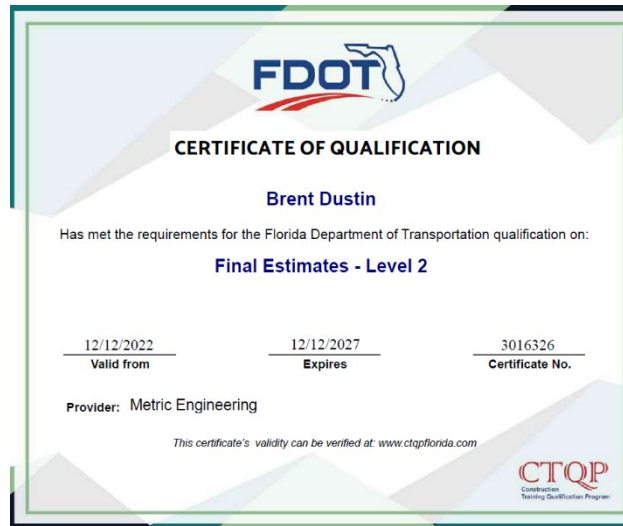 FDOT
CERTIFICATE OF QUALIFICATION
Brent Dustin
Has met the requirements for the Florida Department of Transportation qualification on:
Final Estimates - Level 2
12/12/2022 12/12/2027 3016326
Valid from Expires Certificate No.
Provider: Metric Engineering
This certificate's validity can be verified at: www.ctqpflorida.com
CTQP
Construction
Training Qualification Program